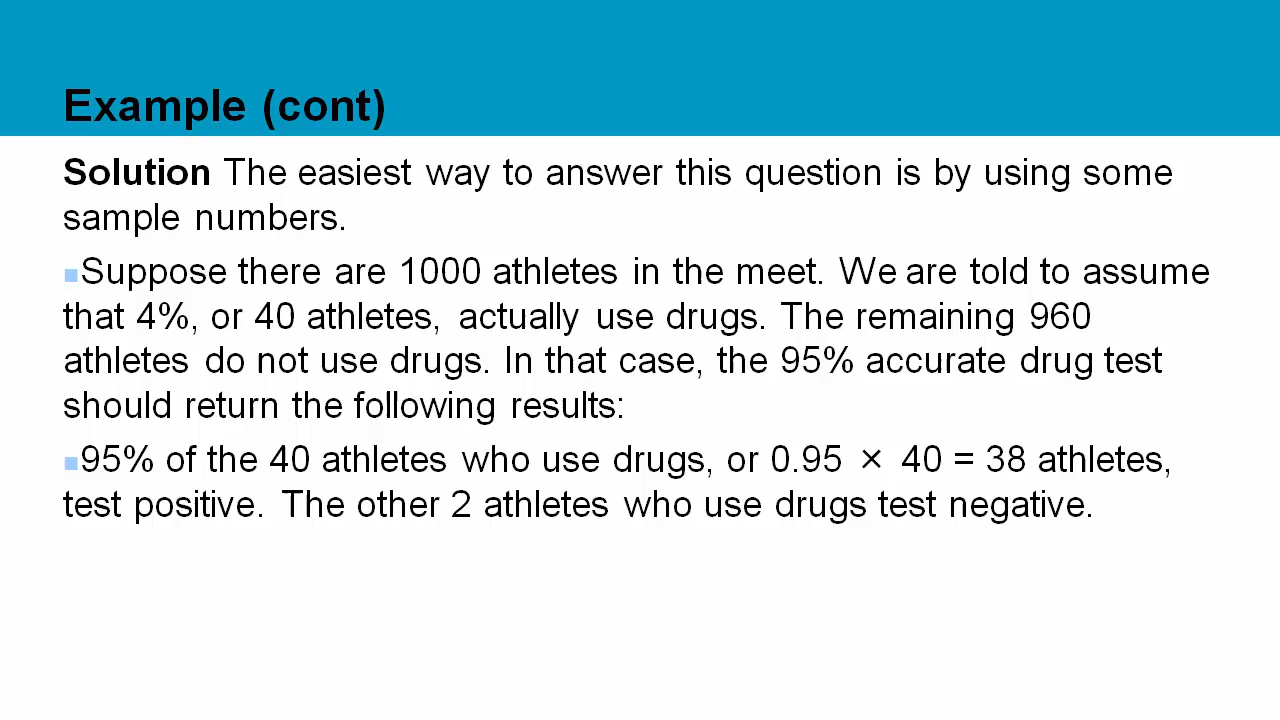 Example (cont)
Solution The easiest way to answer this question is by using some
sample numbers.
▪Suppose there are 1000 athletes in the meet. We are told to assume
that 4%, or 40 athletes, actually use drugs. The remaining 960
athletes do not use drugs. In that case, the 95% accurate drug test
should return the following results:
▪95% of the 40 athletes who use drugs, or 0.95 × 40 = 38 athletes,
test positive. The other 2 athletes who use drugs test negative.